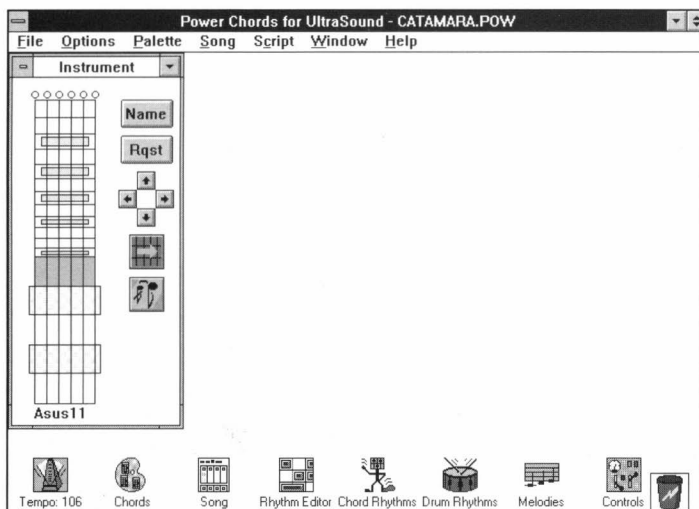 Power Chords for UltraSound - CATAMARA.POW
File Options Palette Song Script Window Help
Instrument
Name
Rqst
Asus11
Tempo: 106 Chords Song Rhythm Editor Chord Rhythms Drum Rhythms Melodies Controls